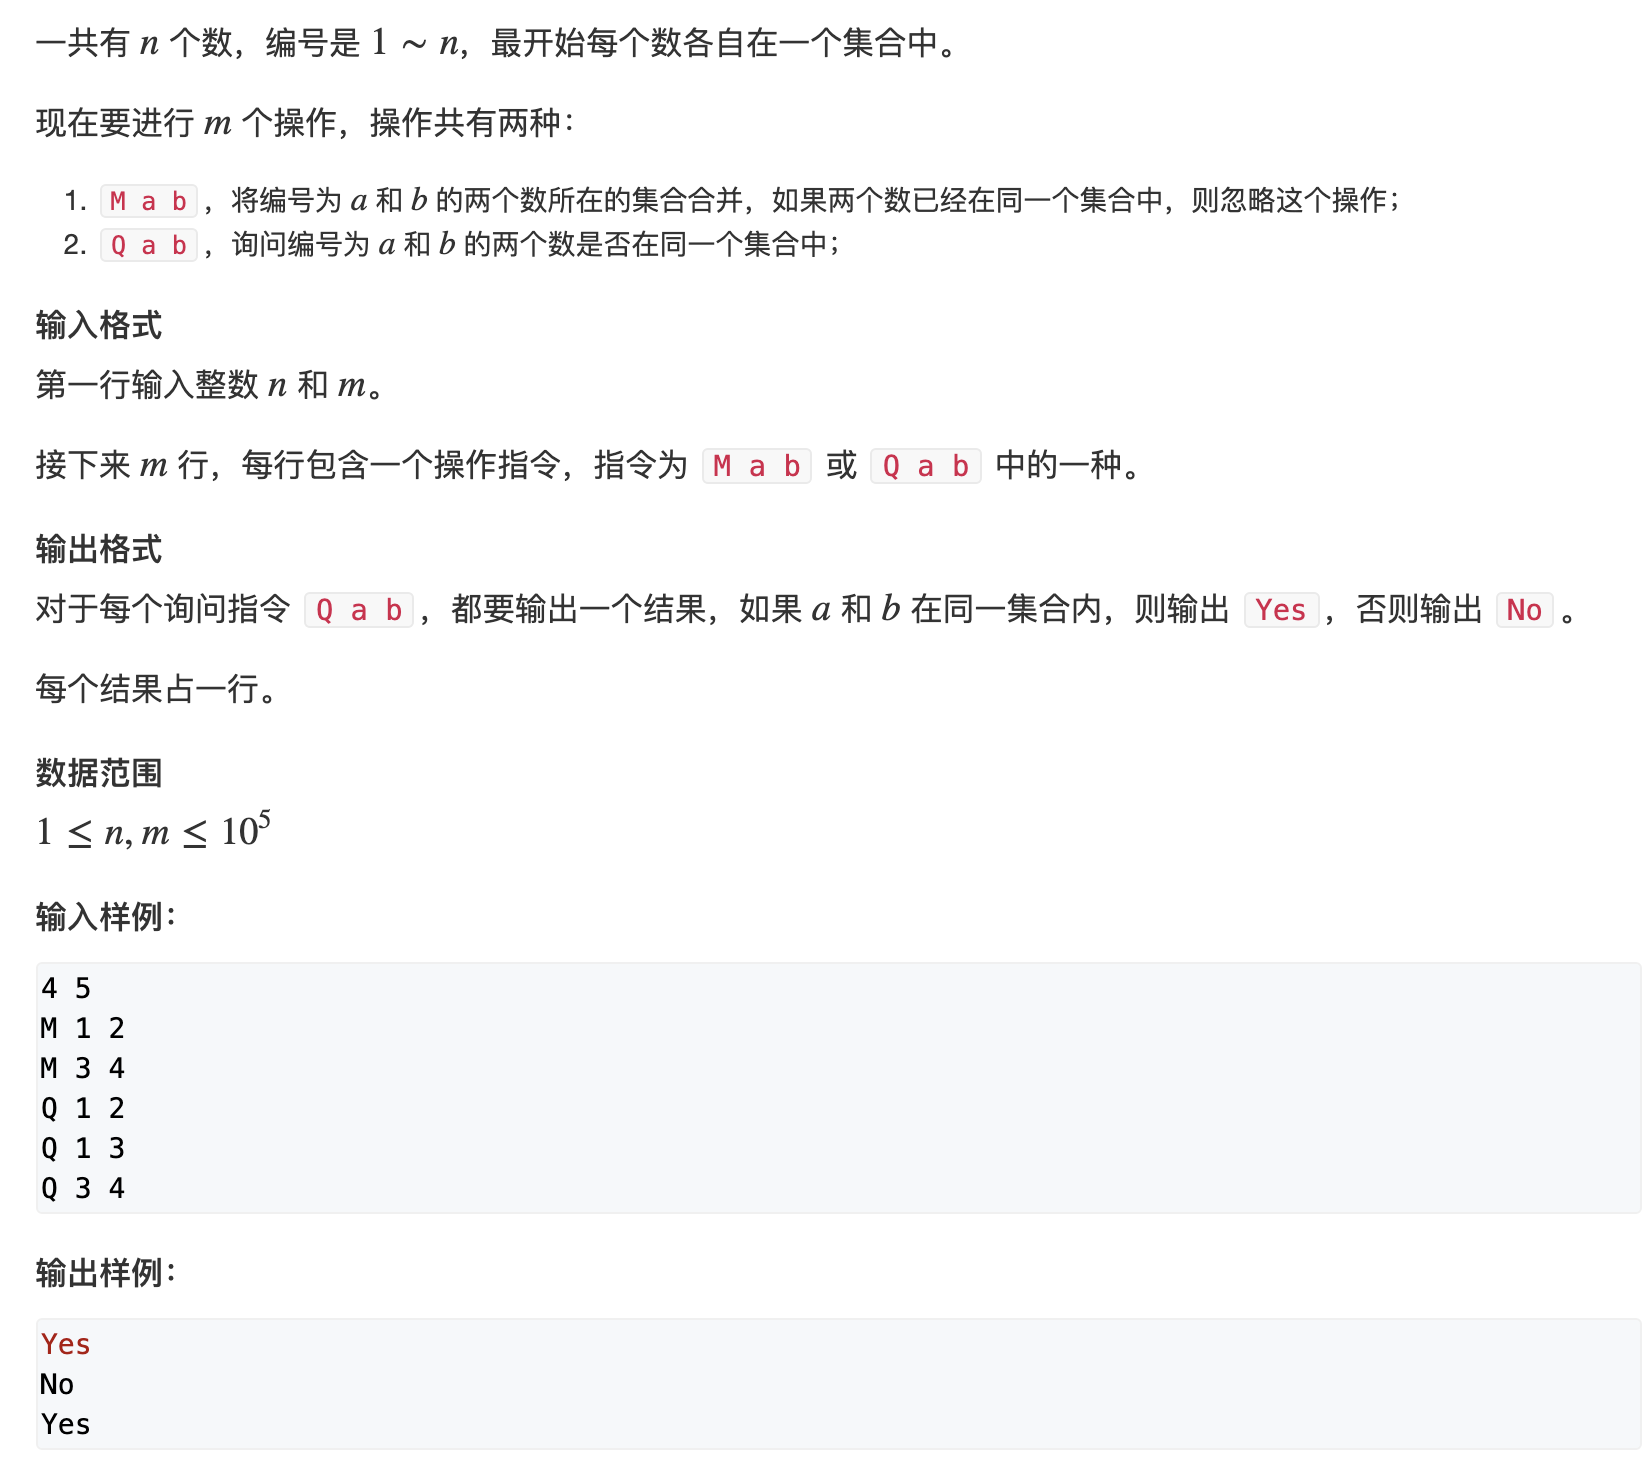 一共有 n 个数，编号是 1 ∼ n，最开始每个数各自在一个集合中。
现在要进行 m 个操作，操作共有两种：
1. M a b，将编号为 a 和 b 的两个数所在的集合合并，如果两个数已经在同一个集合中，则忽略这个操作；
2. Q a b，询问编号为 a 和 b 的两个数是否在同一个集合中；
输入格式
第一行输入整数 n 和 m。
接下来 m 行，每行包含一个操作指令，指令为 M a b 或 Q a b 中的一种。
输出格式
对于每个询问指令 Q a b，都要输出一个结果，如果 a 和 b 在同一集合内，则输出 Yes，否则输出 No。
每个结果占一行。
数据范围
1 ≤ n, m ≤ 10⁵
输入样例：
4 5
M 1 2
M 3 4
Q 1 2
Q 1 3
Q 3 4
输出样例：
Yes
No
Yes